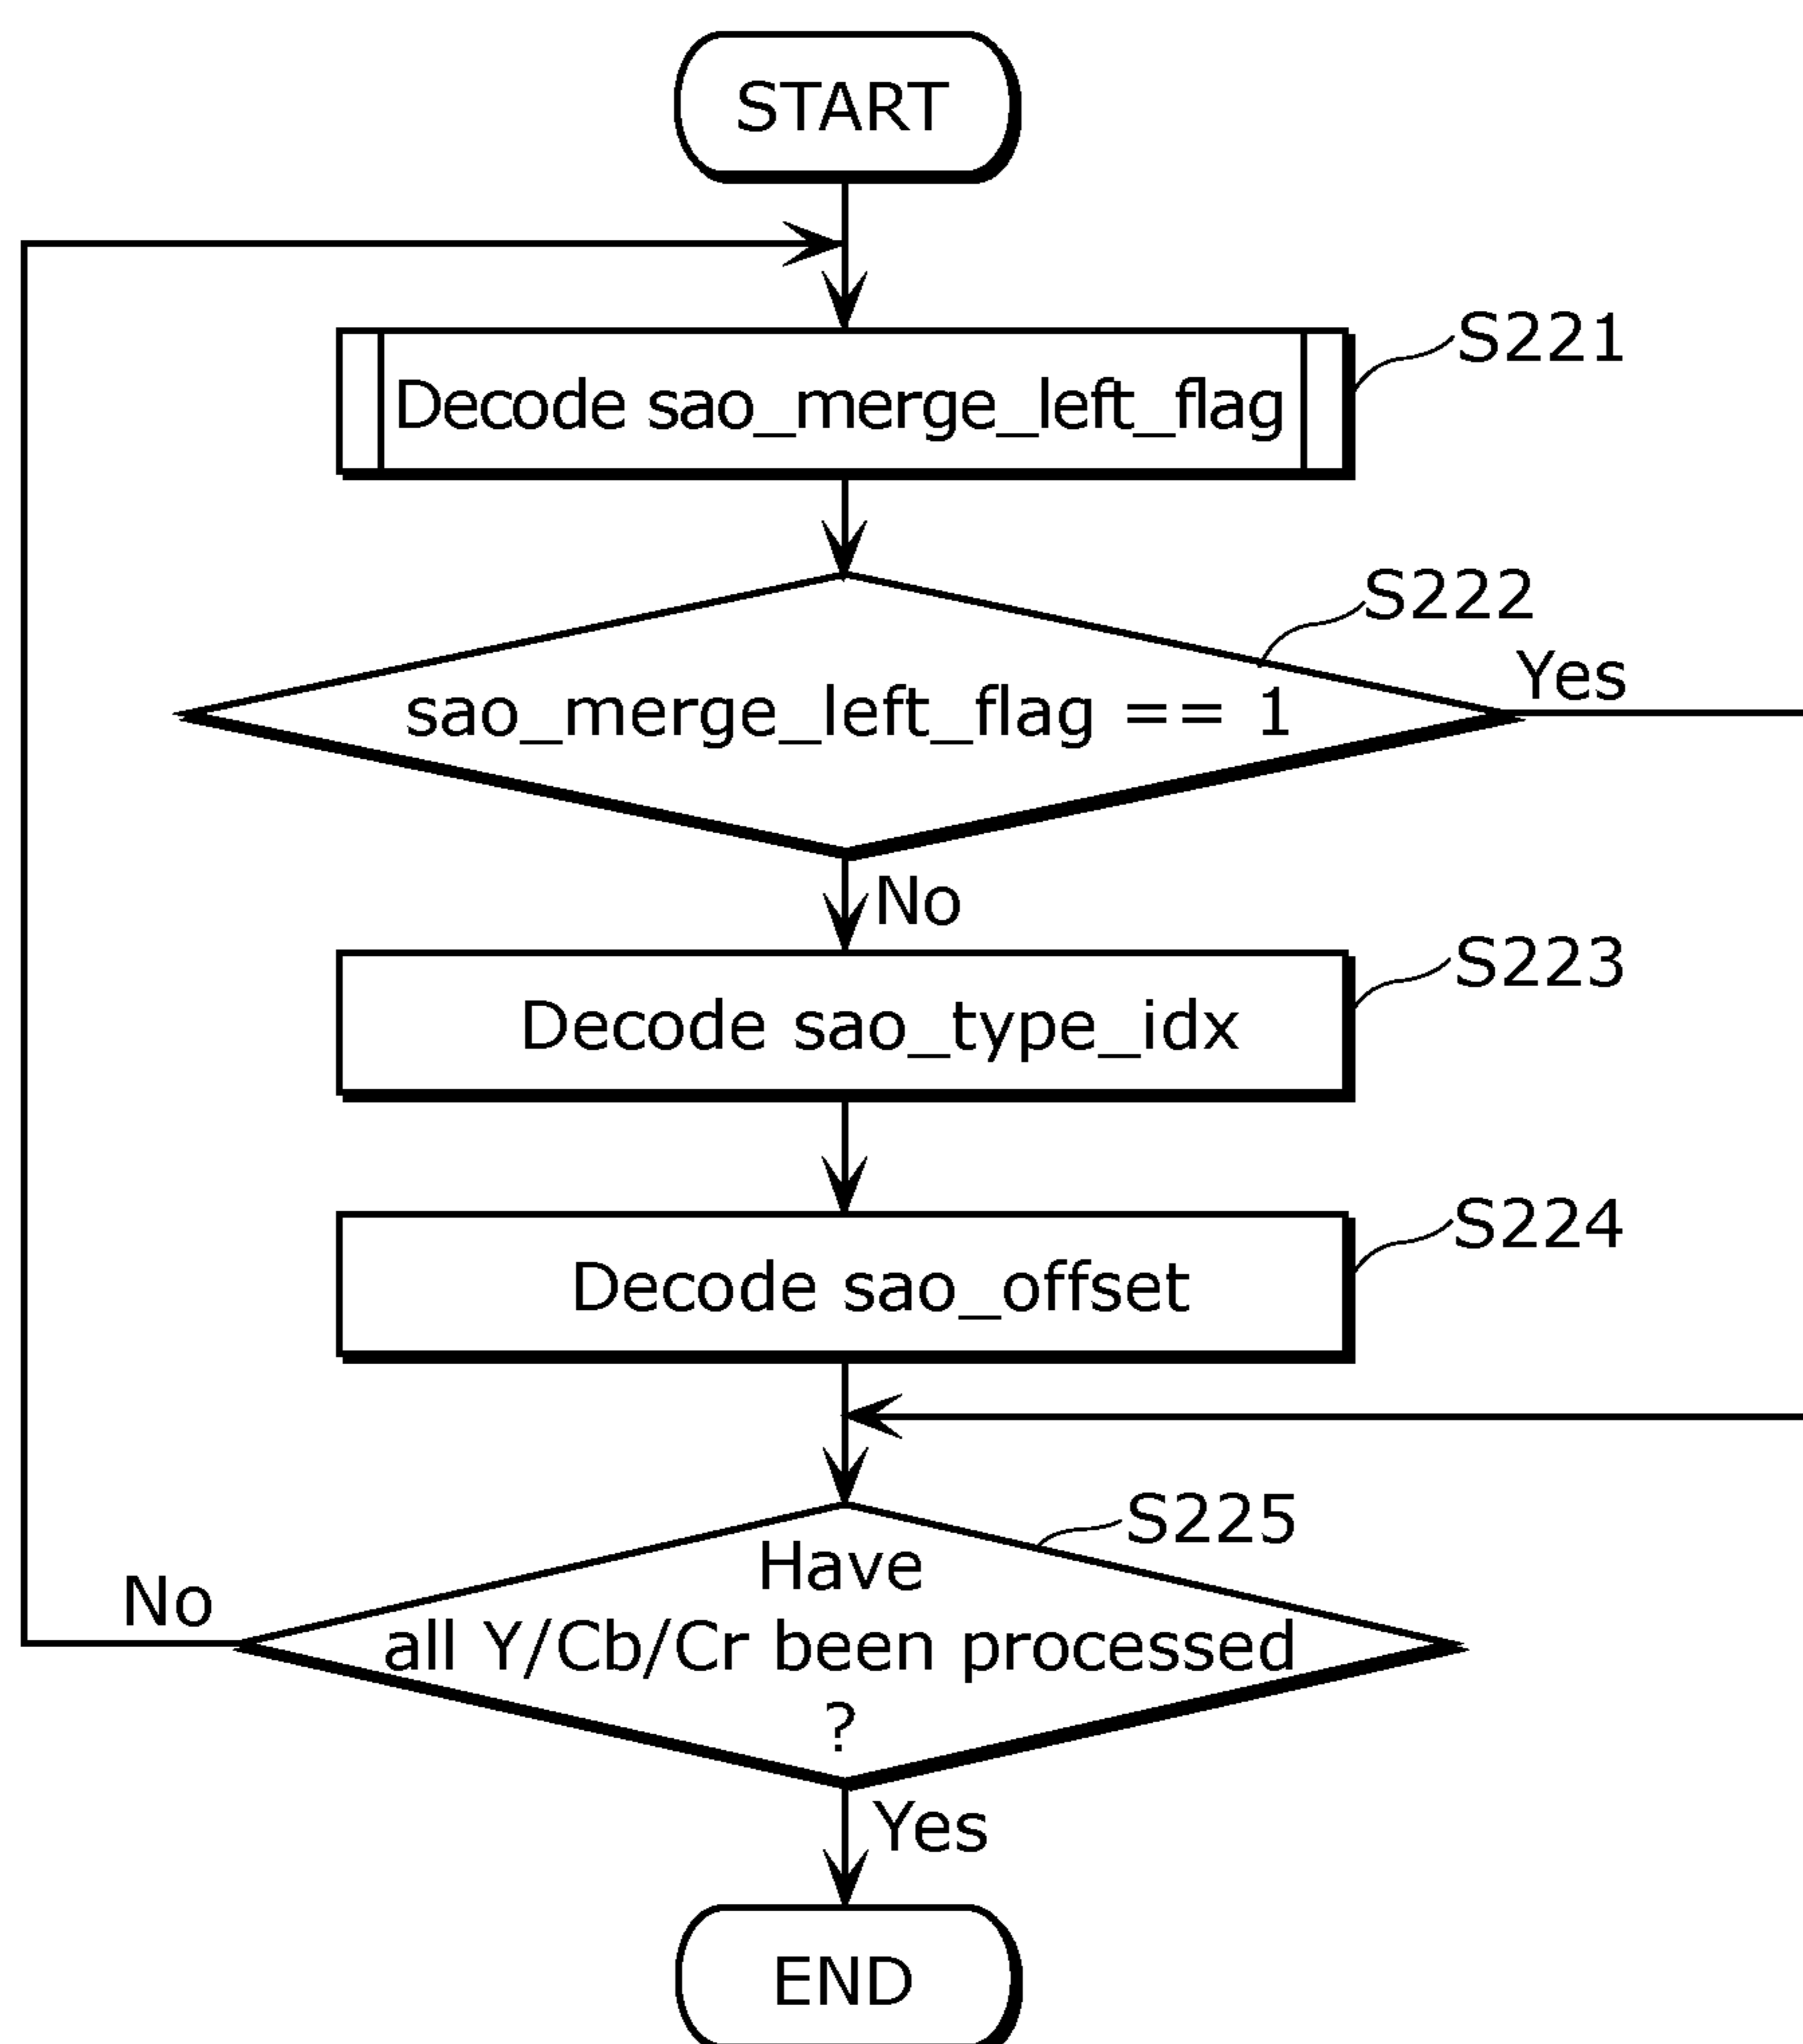 START
Decode sao_merge_left_flag
S221
S222
sao_merge_left_flag == 1
Yes
No
Decode sao_type_idx
S223
Decode sao_offset
S224
S225
Have
all Y/Cb/Cr been processed
?
No
Yes
END